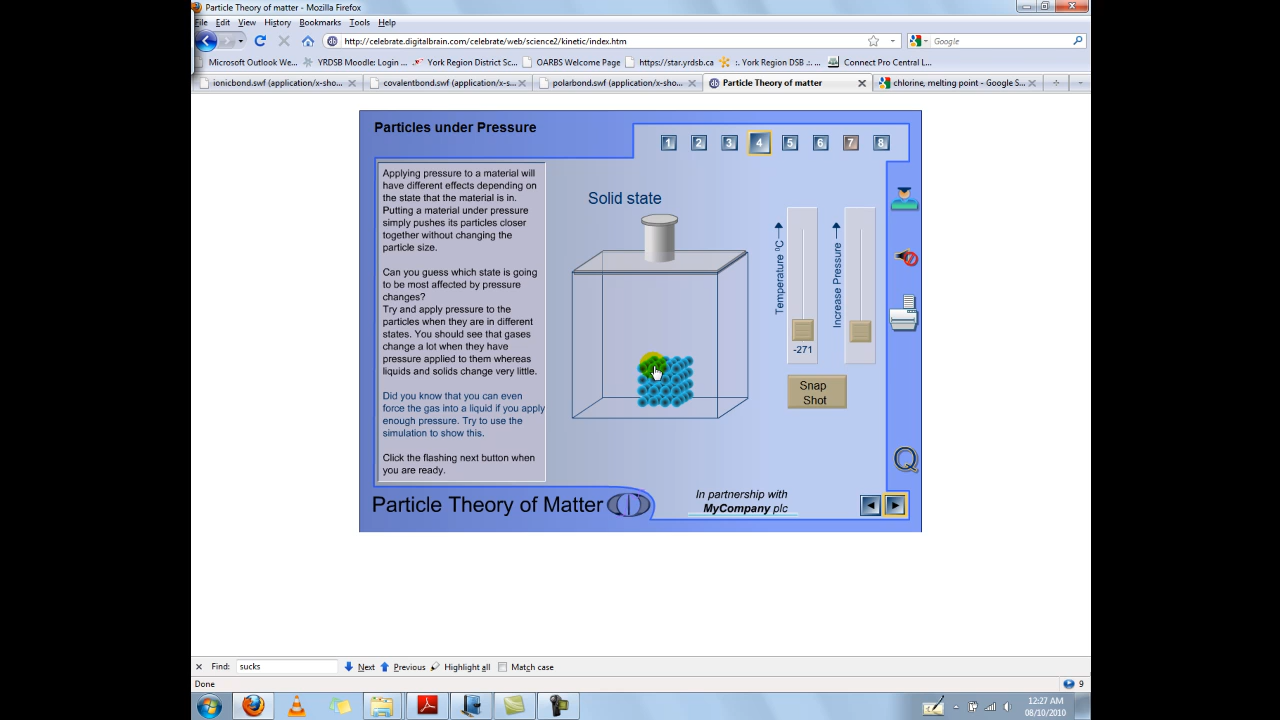 Particle Theory of matter - Mozilla Firefox
File Edit View History Bookmarks Tools Help
http://celebrate.digitalbrain.com/celebrate/web/science2/kinetic/index.htm
Google
Microsoft Outlook We... YRDSB Moodle: Login ... York Region District Sc... OARBS Welcome Page https://star.yrdsb.ca :. York Region DSB .:. ... Connect Pro Central L...
ionicbond.swf (application/x-sho... covalentbond.swf (application/x-s... polarbond.swf (application/x-sho... Particle Theory of matter chlorine, melting point - Google S...
Particles under Pressure
1 2 3 4 5 6 7 8
Applying pressure to a material will
have different effects depending on
the state that the material is in.
Putting a material under pressure
simply pushes its particles closer
together without changing the
particle size.
Can you guess which state is going
to be most affected by pressure
changes?
Try and apply pressure to the
particles when they are in different
states. You should see that gases
change a lot when they have
pressure applied to them whereas
liquids and solids change very little.
Did you know that you can even
force the gas into a liquid if you apply
enough pressure. Try to use the
simulation to show this.
Click the flashing next button when
you are ready.
Solid state
Temperature ⁰C
Increase Pressure
-271
Snap
Shot
Q
Particle Theory of Matter
In partnership with
MyCompany plc
Find: sucks Next Previous Highlight all Match case
Done
9
12:27 AM
08/10/2010